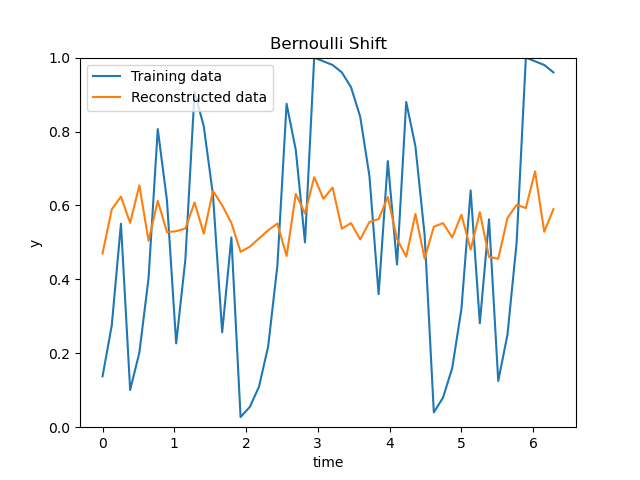 Bernoulli Shift
Training data
Reconstructed data
1.0
0.8
0.6
0.4
0.2
0.0
y
0 1 2 3 4 5 6
time